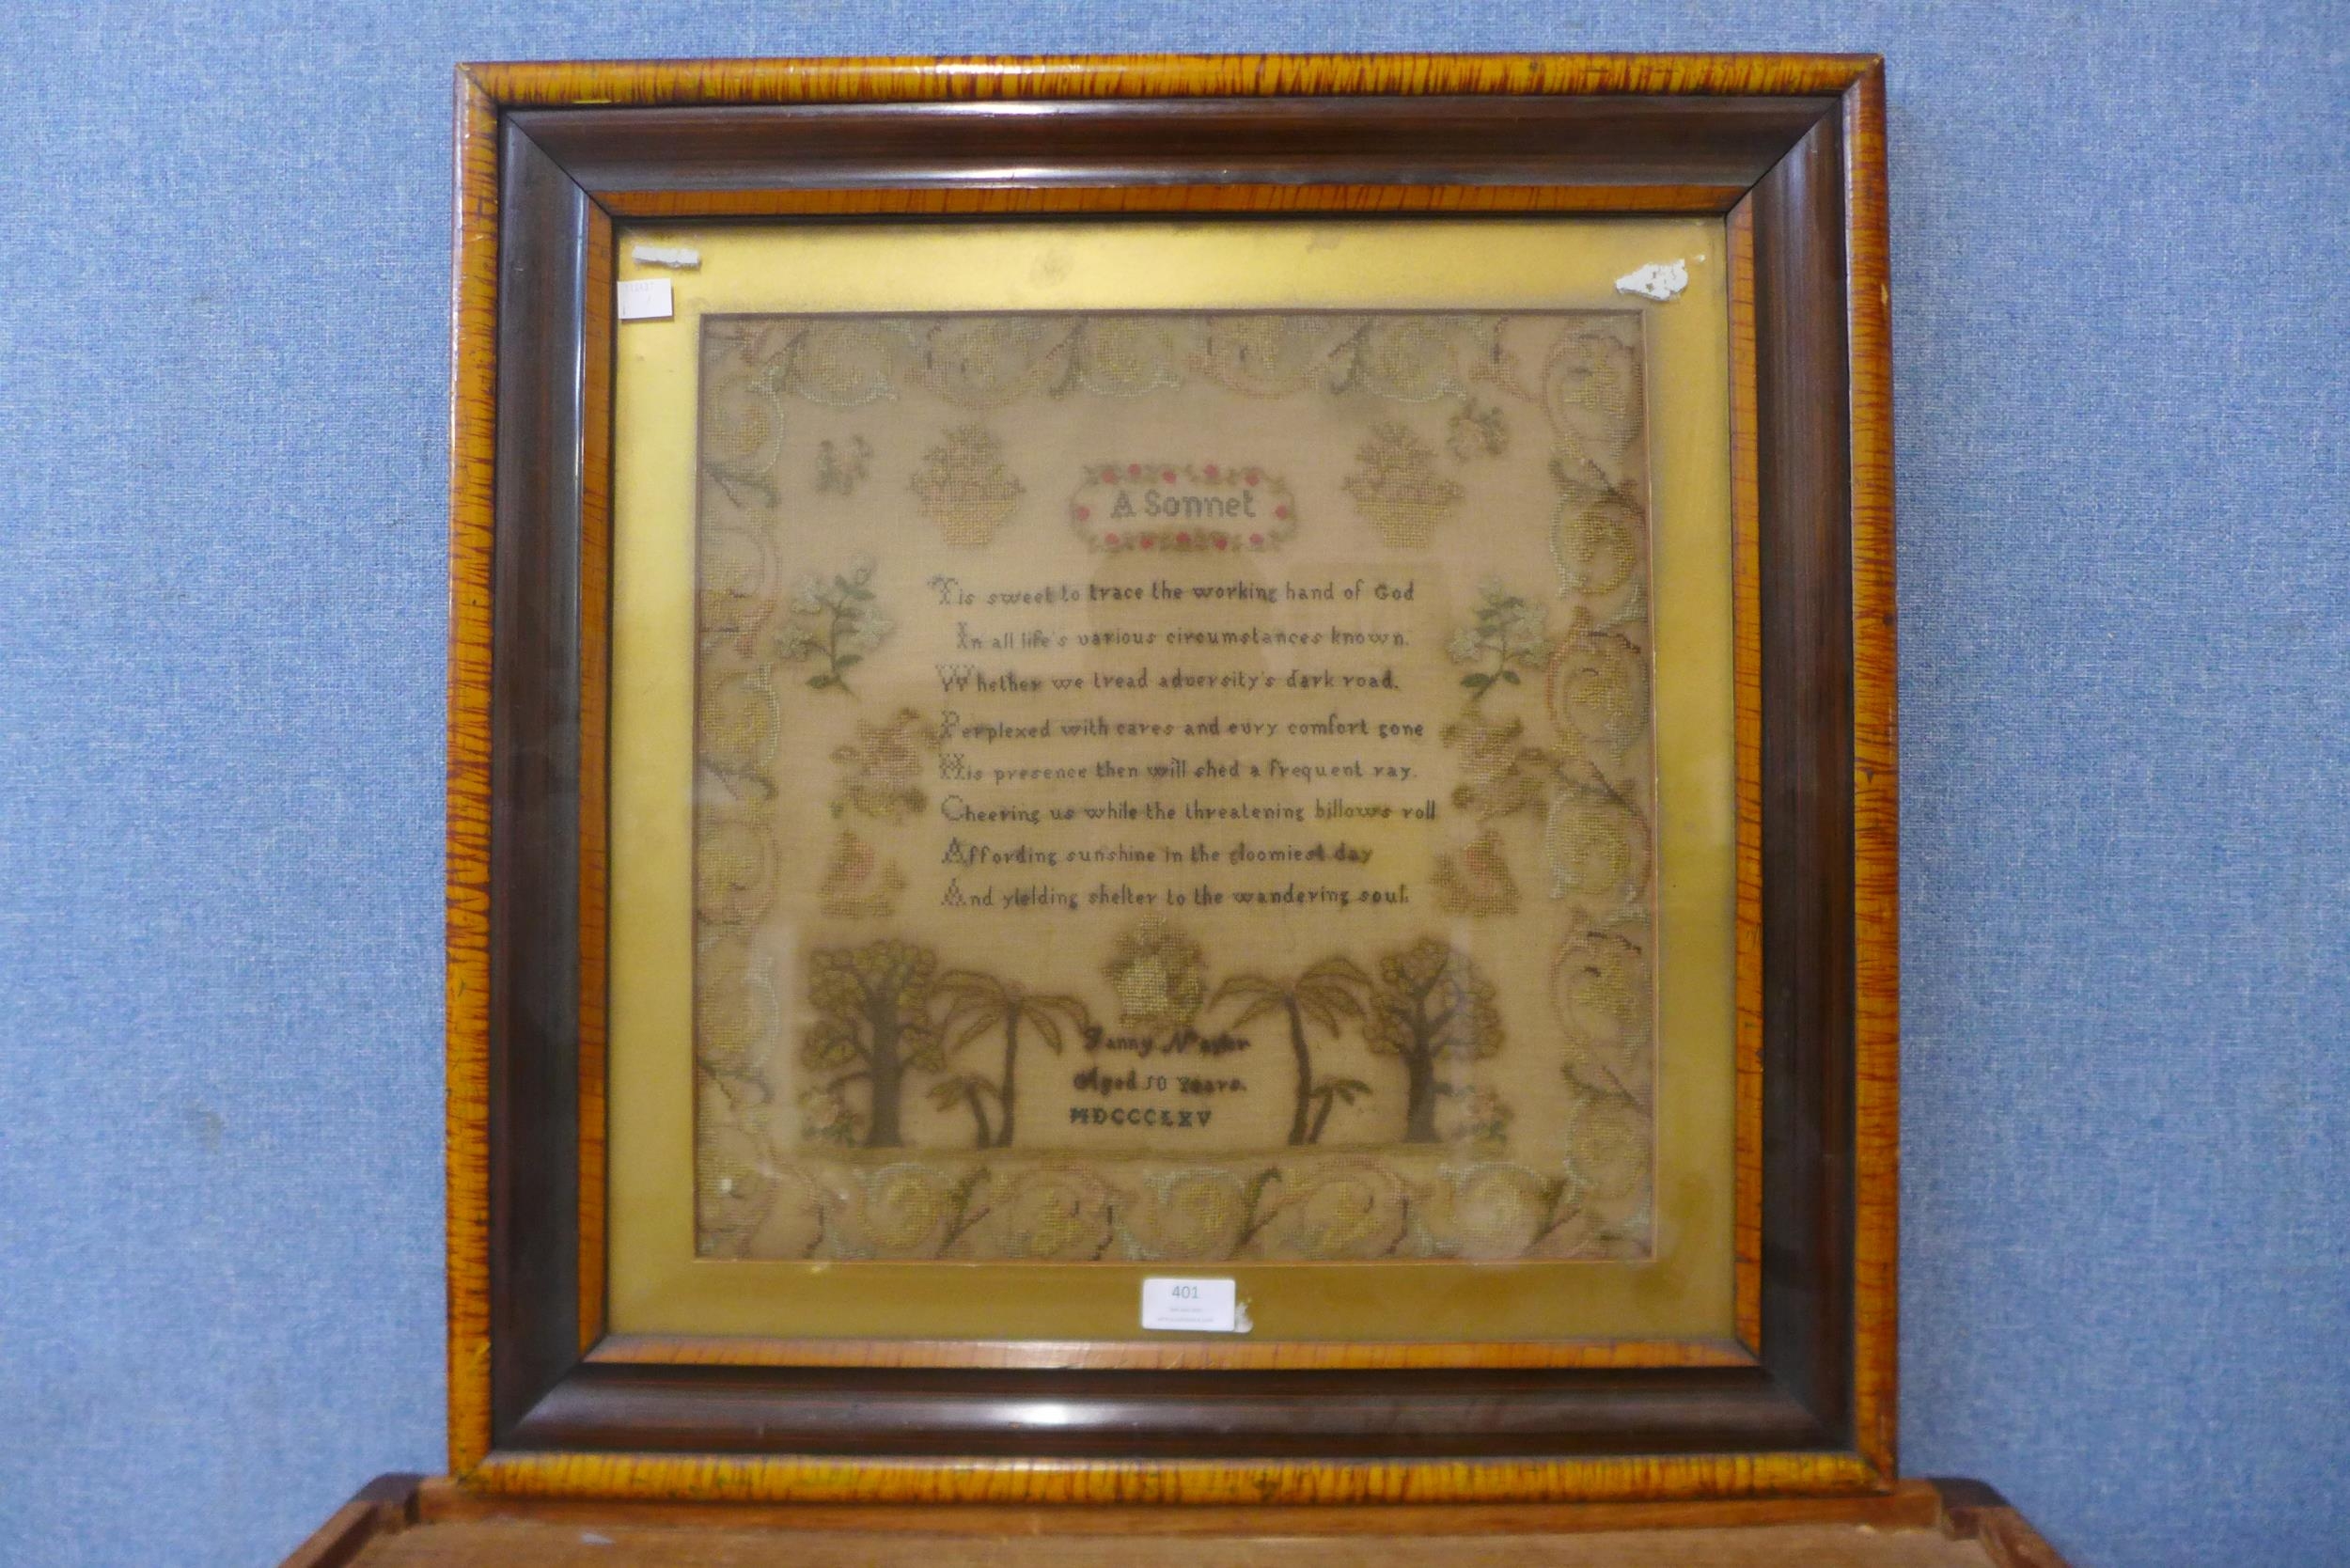 A Sonnet
'Tis sweet to trace the working hand of God
In all life's various circumstances known.
Whether we tread adversity's dark road.
Perplexed with cares and evry comfort gone
His presence then will shed a frequent ray.
Cheering us while the threatening billows roll
Affording sunshine in the gloomiest day
And yielding shelter to the wandering soul.
Fanny
Aged 10 Years.
MDCCCLXV
401